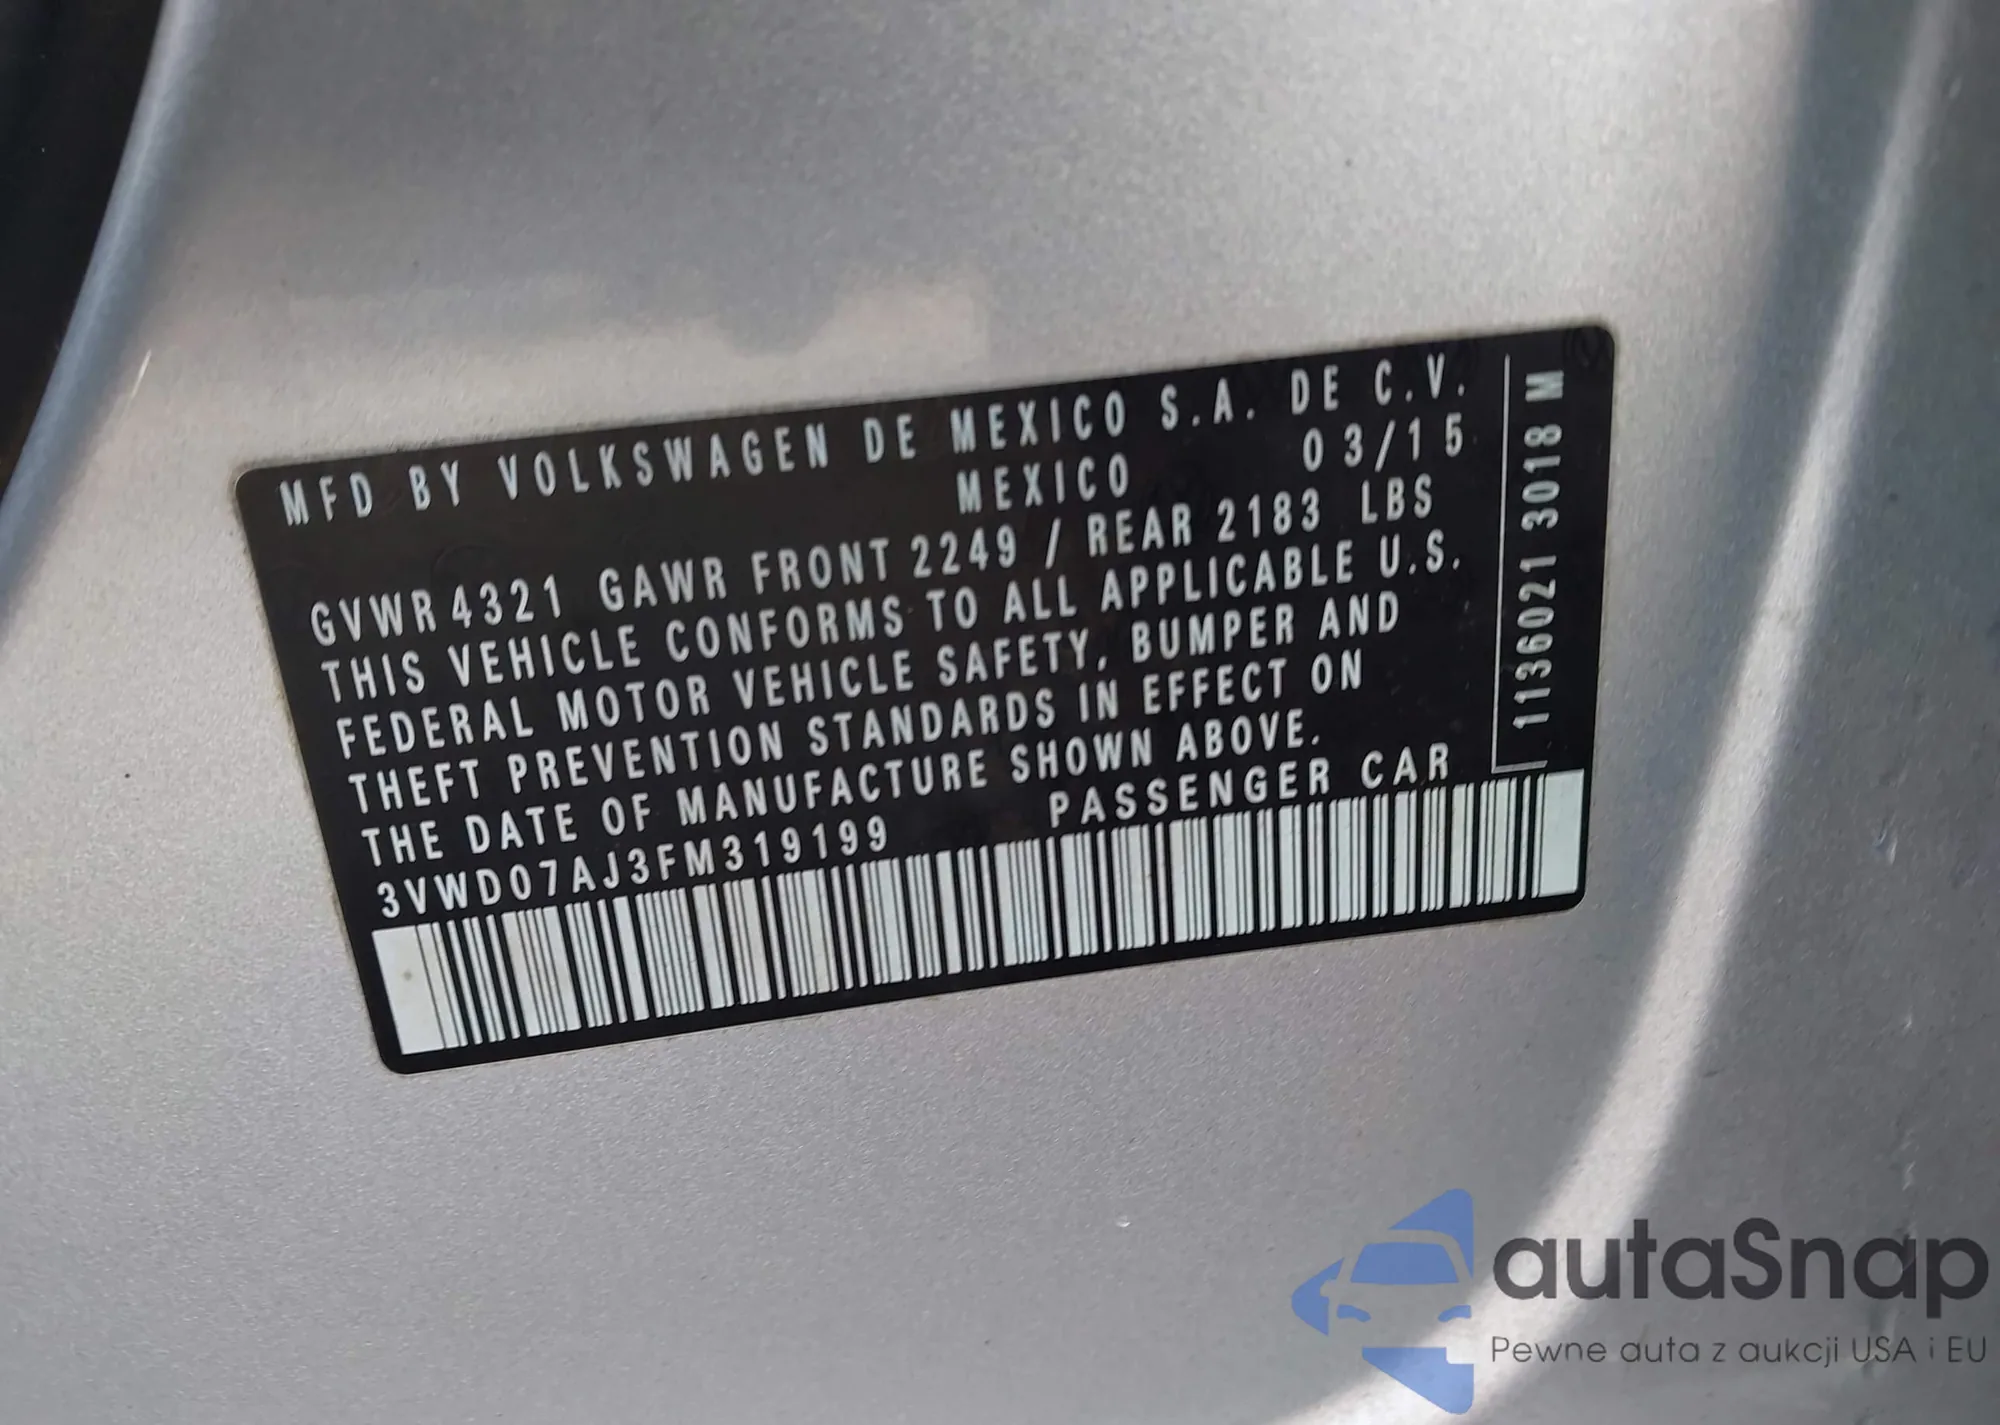 MFD BY VOLKSWAGEN DE MEXICO S.A. DE C.V.
MEXICO 03/15
GVWR 4321 GAWR FRONT 2249 / REAR 2183 LBS
THIS VEHICLE CONFORMS TO ALL APPLICABLE U.S.
FEDERAL MOTOR VEHICLE SAFETY, BUMPER AND
THEFT PREVENTION STANDARDS IN EFFECT ON
THE DATE OF MANUFACTURE SHOWN ABOVE.
3VWD07AJ3FM319199 PASSENGER CAR
1136021 3018 M
autaSnap
Pewne auta z aukcji USA i EU